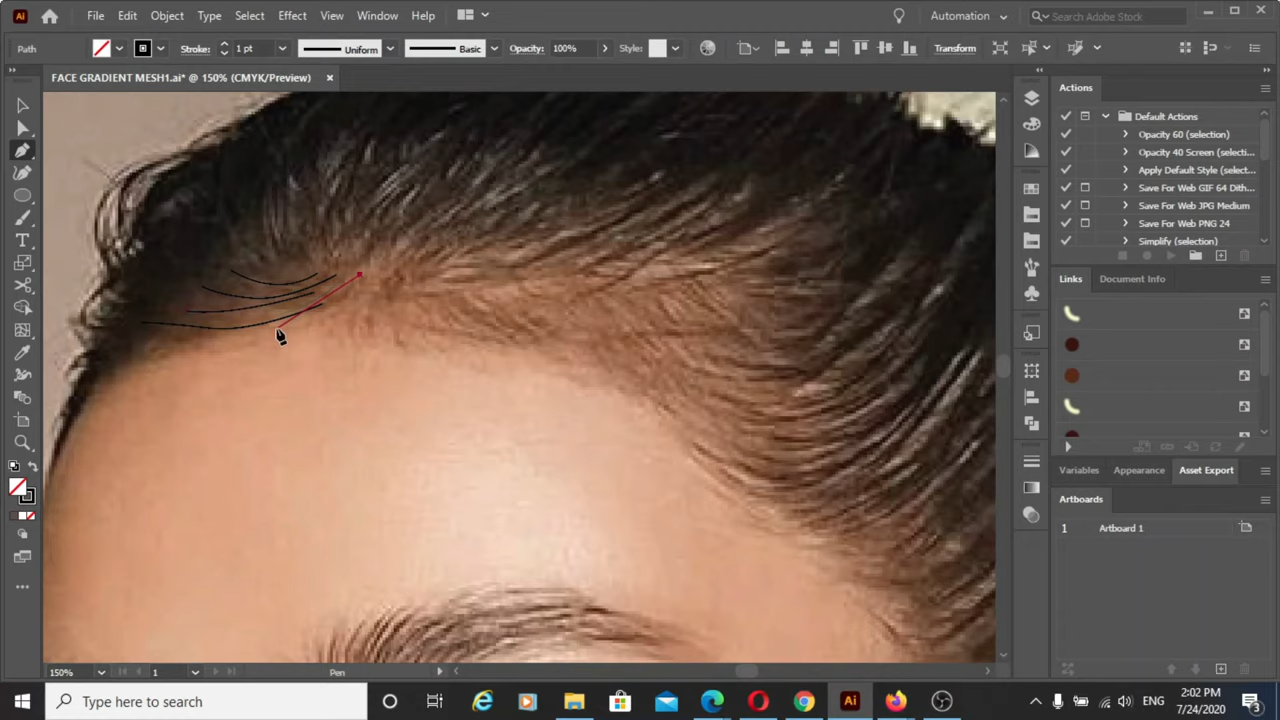 Ai File Edit Object Type Select Effect View Window Help Automation Search Adobe Stock
Path Stroke: 1 pt Uniform Basic Opacity: 100% Style: Transform
FACE GRADIENT MESH1.ai* @ 150% (CMYK/Preview)
Actions
Default Actions
Opacity 60 (selection)
Opacity 40 Screen (selecti...
Apply Default Style (select...
Save For Web GIF 64 Dith...
Save For Web JPG Medium
Save For Web PNG 24
Simplify (selection)
Links Document Info
Variables Appearance Asset Export
Artboards
1 Artboard 1
150% 1 Pen
Type here to search Ai ENG 2:02 PM
7/24/2020 3